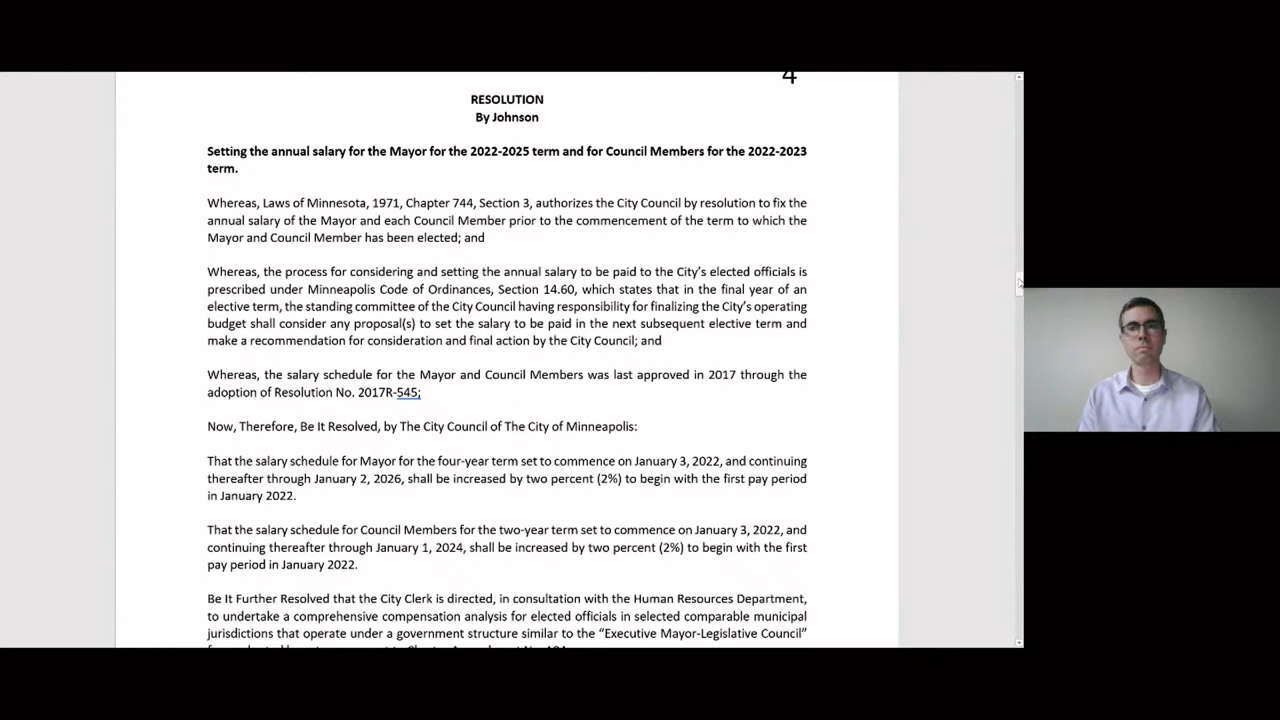 4
RESOLUTION
By Johnson
Setting the annual salary for the Mayor for the 2022-2025 term and for Council Members for the 2022-2023
term.
Whereas, Laws of Minnesota, 1971, Chapter 744, Section 3, authorizes the City Council by resolution to fix the
annual salary of the Mayor and each Council Member prior to the commencement of the term to which the
Mayor and Council Member has been elected; and
Whereas, the process for considering and setting the annual salary to be paid to the City's elected officials is
prescribed under Minneapolis Code of Ordinances, Section 14.60, which states that in the final year of an
elective term, the standing committee of the City Council having responsibility for finalizing the City's operating
budget shall consider any proposal(s) to set the salary to be paid in the next subsequent elective term and
make a recommendation for consideration and final action by the City Council; and
Whereas, the salary schedule for the Mayor and Council Members was last approved in 2017 through the
adoption of Resolution No. 2017R-545;
Now, Therefore, Be It Resolved, by The City Council of The City of Minneapolis:
That the salary schedule for Mayor for the four-year term set to commence on January 3, 2022, and continuing
thereafter through January 2, 2026, shall be increased by two percent (2%) to begin with the first pay period
in January 2022.
That the salary schedule for Council Members for the two-year term set to commence on January 3, 2022, and
continuing thereafter through January 1, 2024, shall be increased by two percent (2%) to begin with the first
pay period in January 2022.
Be It Further Resolved that the City Clerk is directed, in consultation with the Human Resources Department,
to undertake a comprehensive compensation analysis for elected officials in selected comparable municipal
jurisdictions that operate under a government structure similar to the "Executive Mayor-Legislative Council"